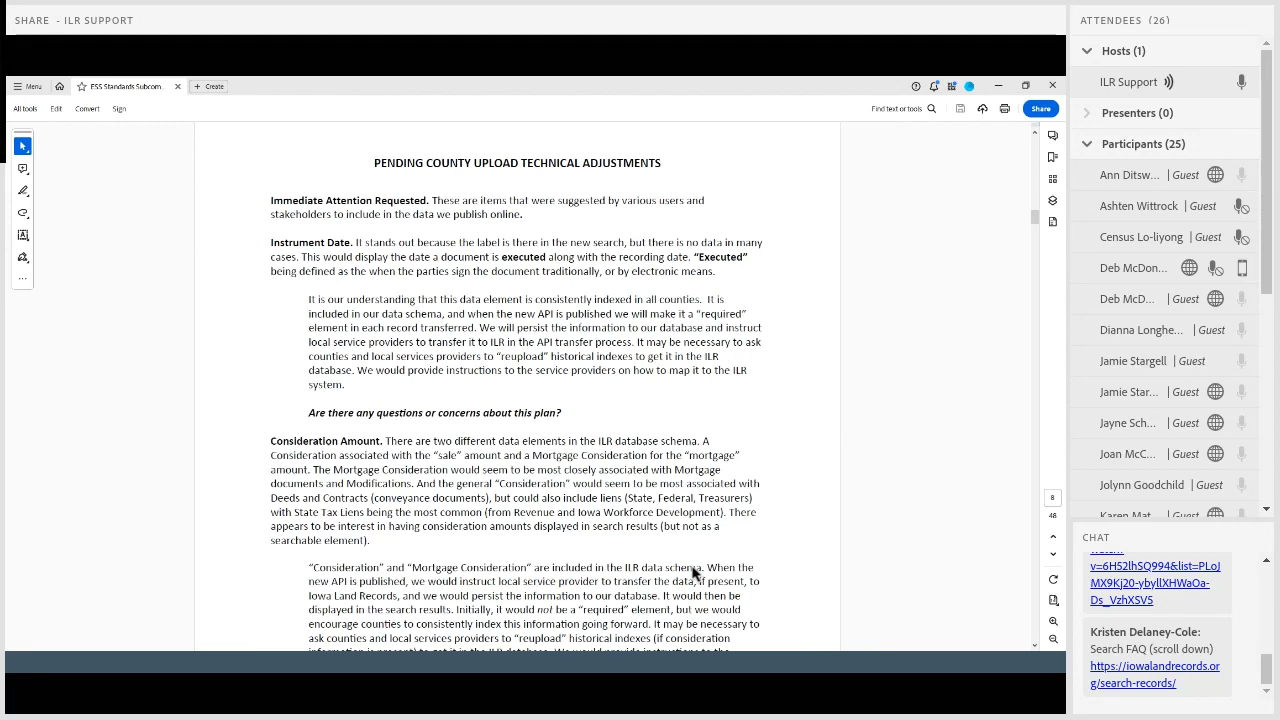 SHARE - ILR SUPPORT
ATTENDEES (26)
Hosts (1)
ILR Support
Presenters (0)
Participants (25)
Ann Ditsw... | Guest
Ashten Wittrock | Guest
Census Lo-liyong | Guest
Deb McDon...
Deb McD... | Guest
Dianna Longhe... | Guest
Jamie Stargell | Guest
Jamie Star... | Guest
Jayne Sch... | Guest
Joan McC... | Guest
Jolynn Goodchild | Guest
Karen Mat... | Guest
Menu
ESS Standards Subcom...
Create
All tools
Edit
Convert
Sign
Find text or tools
Share
PENDING COUNTY UPLOAD TECHNICAL ADJUSTMENTS
Immediate Attention Requested. These are items that were suggested by various users and
stakeholders to include in the data we publish online.
Instrument Date. It stands out because the label is there in the new search, but there is no data in many
cases. This would display the date a document is executed along with the recording date. “Executed”
being defined as the when the parties sign the document traditionally, or by electronic means.
It is our understanding that this data element is consistently indexed in all counties. It is
included in our data schema, and when the new API is published we will make it a “required”
element in each record transferred. We will persist the information to our database and instruct
local service providers to transfer it to ILR in the API transfer process. It may be necessary to ask
counties and local services providers to “reupload” historical indexes to get it in the ILR
database. We would provide instructions to the service providers on how to map it to the ILR
system.
Are there any questions or concerns about this plan?
Consideration Amount. There are two different data elements in the ILR database schema. A
Consideration associated with the “sale” amount and a Mortgage Consideration for the “mortgage”
amount. The Mortgage Consideration would seem to be most closely associated with Mortgage
documents and Modifications. And the general “Consideration” would seem to be most associated with
Deeds and Contracts (conveyance documents), but could also include liens (State, Federal, Treasurers)
with State Tax Liens being the most common (from Revenue and Iowa Workforce Development). There
appears to be interest in having consideration amounts displayed in search results (but not as a
searchable element).
“Consideration” and “Mortgage Consideration” are included in the ILR data schema. When the
new API is published, we would instruct local service provider to transfer the data, if present, to
Iowa Land Records, and we would persist the information to our database. It would then be
displayed in the search results. Initially, it would not be a “required” element, but we would
encourage counties to consistently index this information going forward. It may be necessary to
ask counties and local services providers to “reupload” historical indexes (if consideration
information is present) to get it in the ILR database. We would provide instructions to the
8
48
CHAT
v=6H52lhSQ994&list=PLoJ
MX9Kj20-ybyllXHWaOa-
Ds_VzhXSV5
Kristen Delaney-Cole:
Search FAQ (scroll down)
https://iowalandrecords.or
g/search-records/